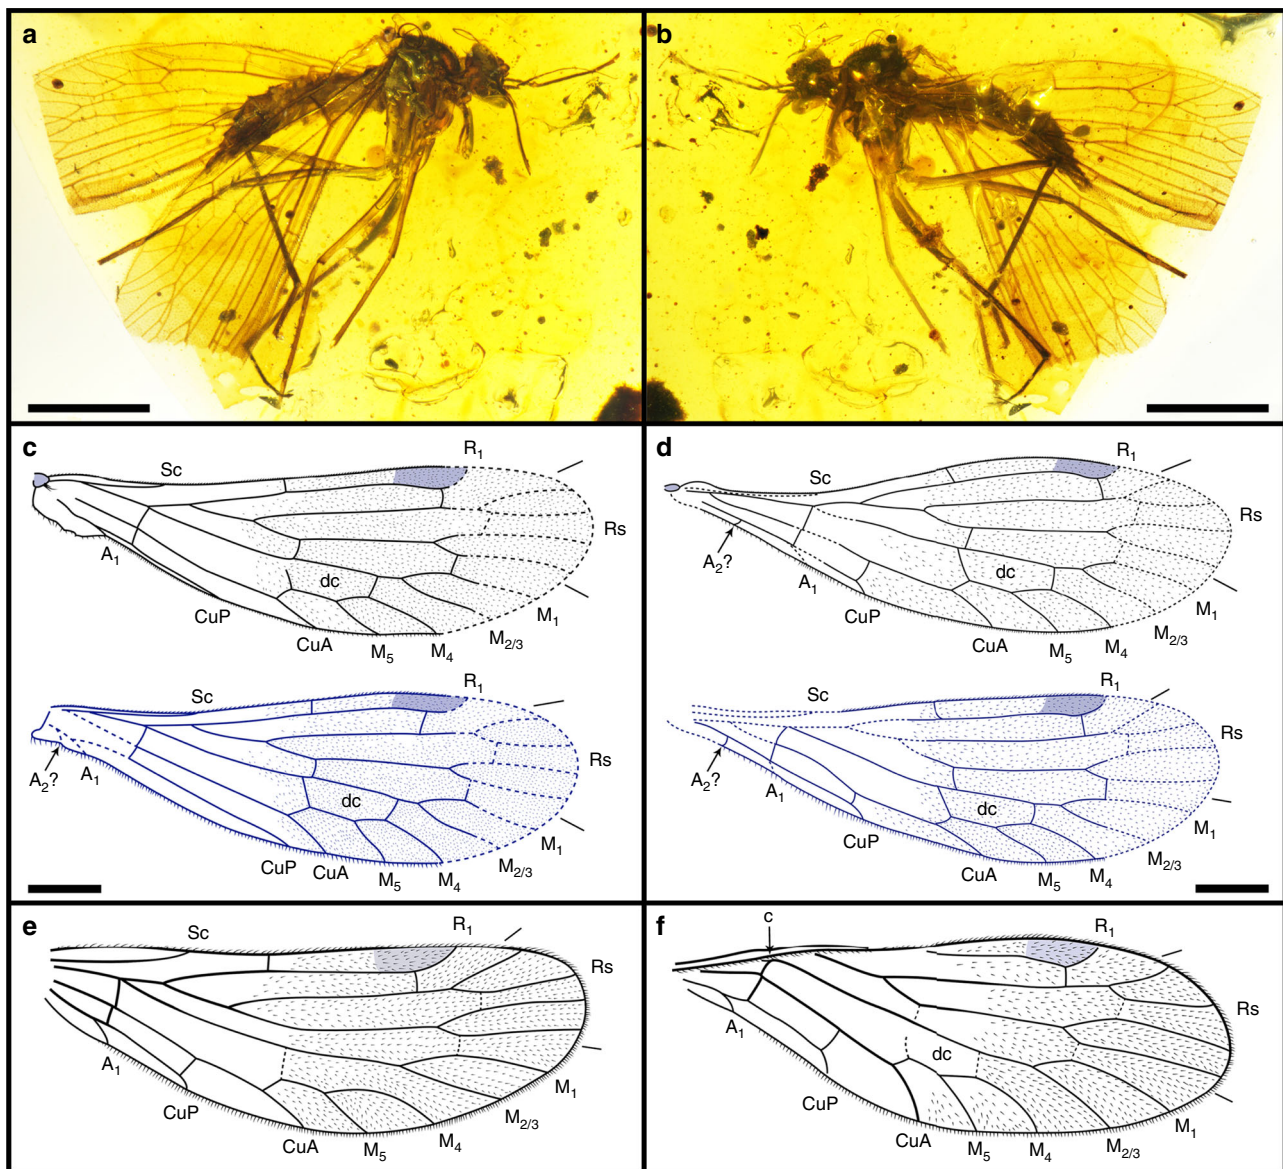 a
b
c
Sc
R₁
Rs
A₁
dc
CuP
CuA
M₅
M₄
M₂/₃
M₁
Sc
R₁
Rs
A₂?
A₁
dc
CuP
CuA
M₅
M₄
M₂/₃
M₁
d
Sc
R₁
Rs
A₂?
A₁
dc
CuP
CuA
M₅
M₄
M₂/₃
M₁
Sc
R₁
Rs
A₂?
A₁
dc
CuP
CuA
M₅
M₄
M₂/₃
M₁
e
Sc
R₁
Rs
A₁
CuP
CuA
M₅
M₄
M₂/₃
M₁
f
c
R₁
Rs
A₁
dc
CuP
CuA
M₅
M₄
M₂/₃
M₁